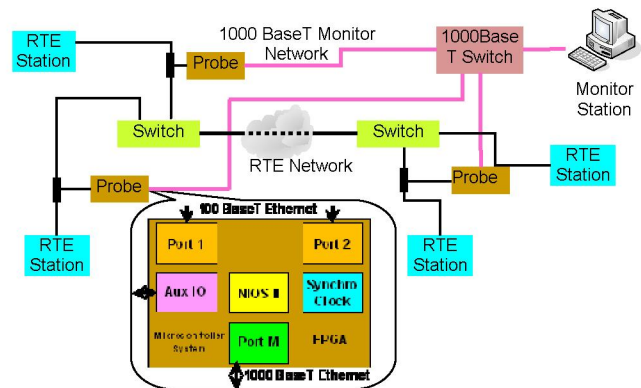 RTE
Station
1000 BaseT Monitor
Network
Probe
1000Base
T Switch
Monitor
Station
Switch
RTE Network
Switch
Probe
Probe
RTE
Station
RTE
Station
RTE
Station
100 BaseT Ethernet
Port 1
Port 2
Aux IO
NIOS II
Synchro
Clock
Microcontroller
System
Port M
FPGA
1000 BaseT Ethernet